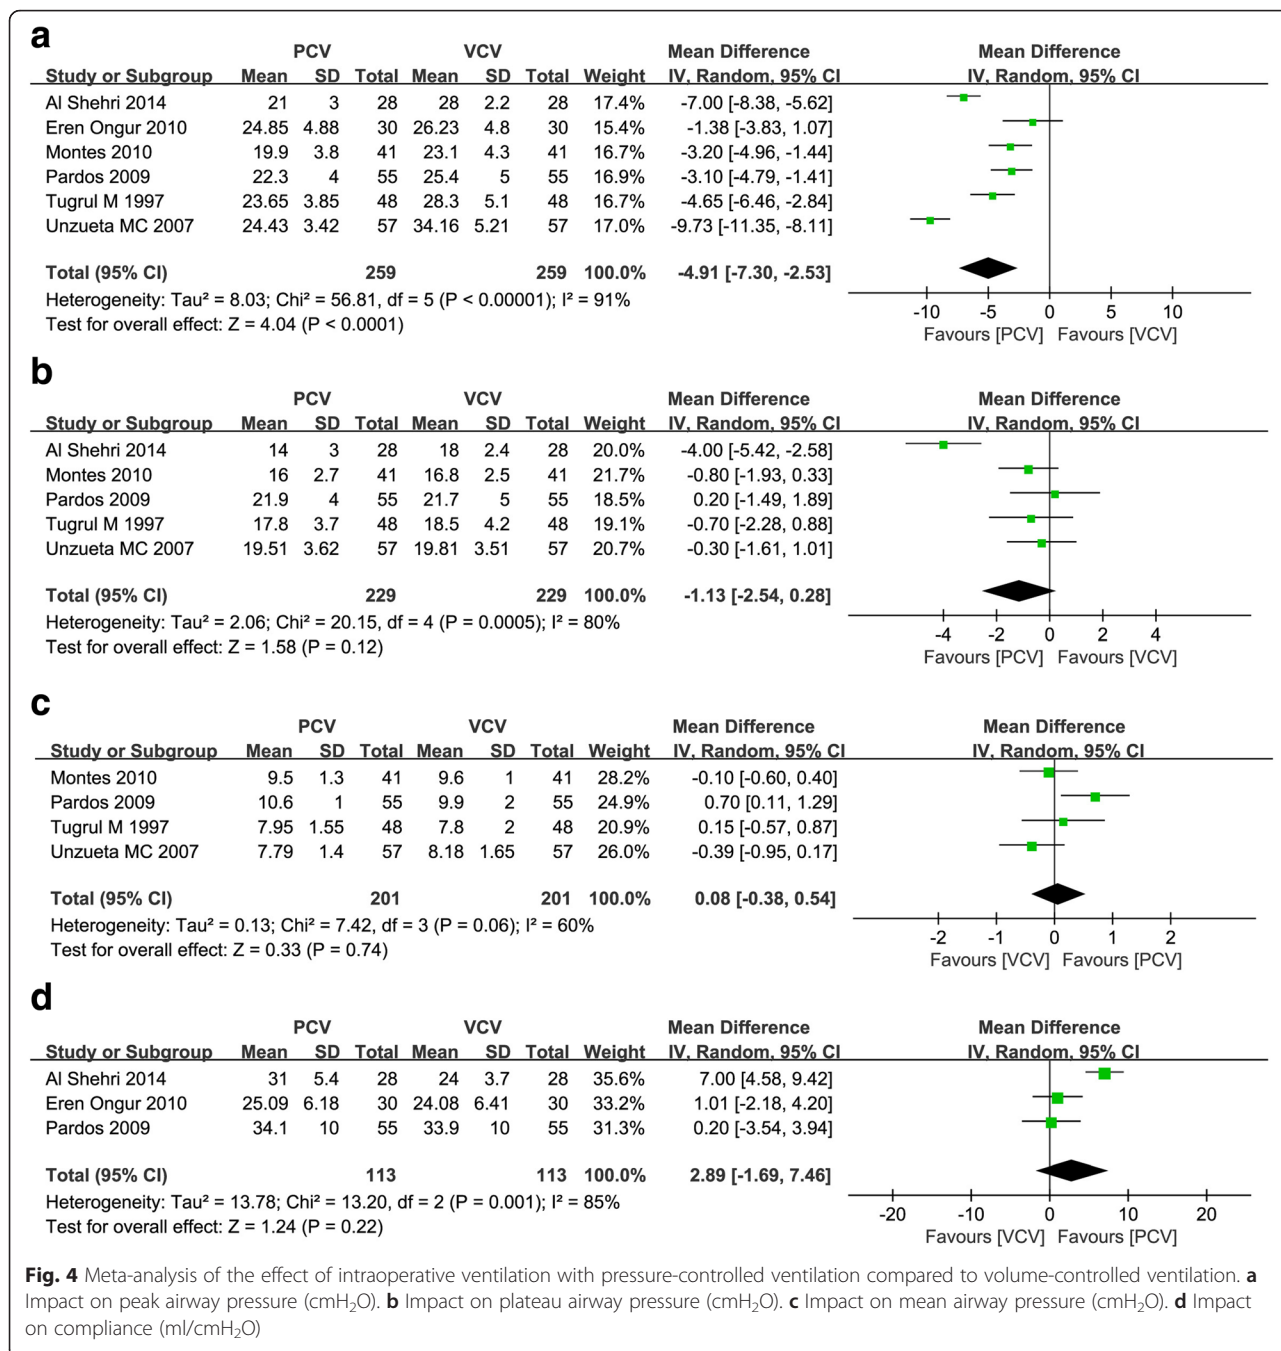 a
PCV VCV Mean Difference Mean Difference
Study or Subgroup Mean SD Total Mean SD Total Weight IV, Random, 95% CI IV, Random, 95% CI
Al Shehri 2014 21 3 28 28 2.2 28 17.4% -7.00 [-8.38, -5.62]
Eren Ongur 2010 24.85 4.88 30 26.23 4.8 30 15.4% -1.38 [-3.83, 1.07]
Montes 2010 19.9 3.8 41 23.1 4.3 41 16.7% -3.20 [-4.96, -1.44]
Pardos 2009 22.3 4 55 25.4 5 55 16.9% -3.10 [-4.79, -1.41]
Tugrul M 1997 23.65 3.85 48 28.3 5.1 48 16.7% -4.65 [-6.46, -2.84]
Unzueta MC 2007 24.43 3.42 57 34.16 5.21 57 17.0% -9.73 [-11.35, -8.11]
Total (95% CI) 259 259 100.0% -4.91 [-7.30, -2.53]
Heterogeneity: Tau² = 8.03; Chi² = 56.81, df = 5 (P < 0.00001); I² = 91%
Test for overall effect: Z = 4.04 (P < 0.0001)
-10 -5 0 5 10
Favours [PCV] Favours [VCV]
b
PCV VCV Mean Difference Mean Difference
Study or Subgroup Mean SD Total Mean SD Total Weight IV, Random, 95% CI IV, Random, 95% CI
Al Shehri 2014 14 3 28 18 2.4 28 20.0% -4.00 [-5.42, -2.58]
Montes 2010 16 2.7 41 16.8 2.5 41 21.7% -0.80 [-1.93, 0.33]
Pardos 2009 21.9 4 55 21.7 5 55 18.5% 0.20 [-1.49, 1.89]
Tugrul M 1997 17.8 3.7 48 18.5 4.2 48 19.1% -0.70 [-2.28, 0.88]
Unzueta MC 2007 19.51 3.62 57 19.81 3.51 57 20.7% -0.30 [-1.61, 1.01]
Total (95% CI) 229 229 100.0% -1.13 [-2.54, 0.28]
Heterogeneity: Tau² = 2.06; Chi² = 20.15, df = 4 (P = 0.0005); I² = 80%
Test for overall effect: Z = 1.58 (P = 0.12)
-4 -2 0 2 4
Favours [PCV] Favours [VCV]
c
PCV VCV Mean Difference Mean Difference
Study or Subgroup Mean SD Total Mean SD Total Weight IV, Random, 95% CI IV, Random, 95% CI
Montes 2010 9.5 1.3 41 9.6 1 41 28.2% -0.10 [-0.60, 0.40]
Pardos 2009 10.6 1 55 9.9 2 55 24.9% 0.70 [0.11, 1.29]
Tugrul M 1997 7.95 1.55 48 7.8 2 48 20.9% 0.15 [-0.57, 0.87]
Unzueta MC 2007 7.79 1.4 57 8.18 1.65 57 26.0% -0.39 [-0.95, 0.17]
Total (95% CI) 201 201 100.0% 0.08 [-0.38, 0.54]
Heterogeneity: Tau² = 0.13; Chi² = 7.42, df = 3 (P = 0.06); I² = 60%
Test for overall effect: Z = 0.33 (P = 0.74)
-2 -1 0 1 2
Favours [VCV] Favours [PCV]
d
PCV VCV Mean Difference Mean Difference
Study or Subgroup Mean SD Total Mean SD Total Weight IV, Random, 95% CI IV, Random, 95% CI
Al Shehri 2014 31 5.4 28 24 3.7 28 35.6% 7.00 [4.58, 9.42]
Eren Ongur 2010 25.09 6.18 30 24.08 6.41 30 33.2% 1.01 [-2.18, 4.20]
Pardos 2009 34.1 10 55 33.9 10 55 31.3% 0.20 [-3.54, 3.94]
Total (95% CI) 113 113 100.0% 2.89 [-1.69, 7.46]
Heterogeneity: Tau² = 13.78; Chi² = 13.20, df = 2 (P = 0.001); I² = 85%
Test for overall effect: Z = 1.24 (P = 0.22)
-20 -10 0 10 20
Favours [VCV] Favours [PCV]
Fig. 4 Meta-analysis of the effect of intraoperative ventilation with pressure-controlled ventilation compared to volume-controlled ventilation. a
Impact on peak airway pressure (cmH₂O). b Impact on plateau airway pressure (cmH₂O). c Impact on mean airway pressure (cmH₂O). d Impact
on compliance (ml/cmH₂O)